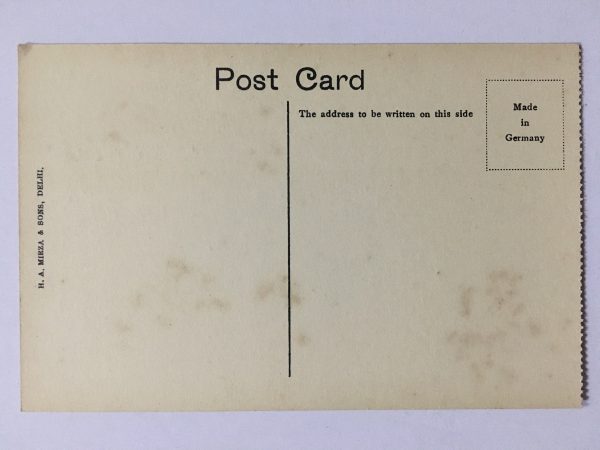 Post Card
The address to be written on this side
Made
in
Germany
H. A. MIRZA & SONS, DELHI.